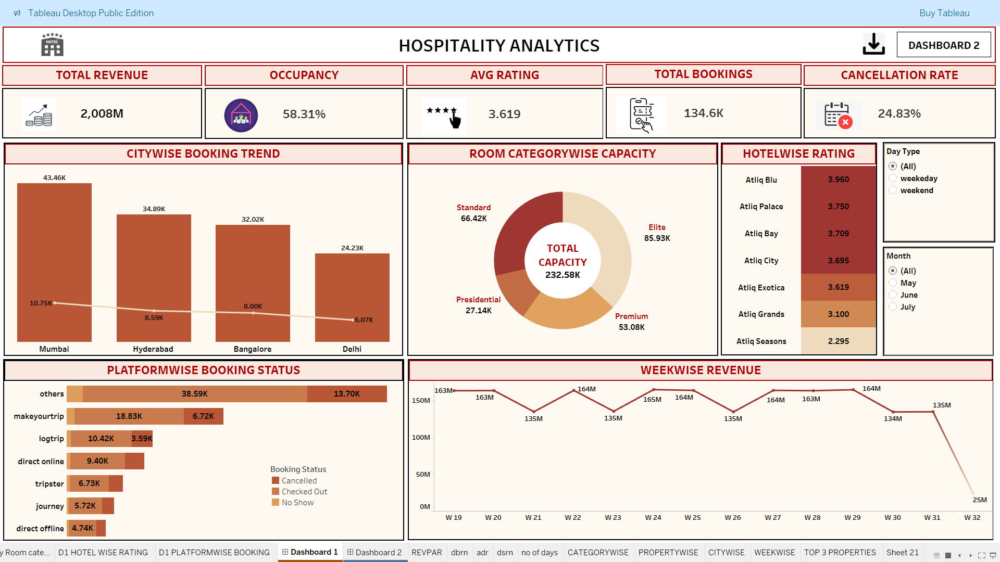 Tableau Desktop Public Edition
Buy Tableau
HOTEL
HOSPITALITY ANALYTICS
DASHBOARD 2
TOTAL REVENUE
OCCUPANCY
AVG RATING
TOTAL BOOKINGS
CANCELLATION RATE
2,008M
58.31%
3.619
134.6K
24.83%
CITYWISE BOOKING TREND
43.46K
34.89K
32.02K
24.23K
10.75K
8.59K
8.00K
6.07K
Mumbai
Hyderabad
Bangalore
Delhi
ROOM CATEGORYWISE CAPACITY
Standard
66.42K
Elite
85.93K
TOTAL
CAPACITY
232.58K
Presidential
27.14K
Premium
53.08K
HOTELWISE RATING
Atliq Blu 3.960
Atliq Palace 3.750
Atliq Bay 3.709
Atliq City 3.695
Atliq Exotica 3.619
Atliq Grands 3.100
Atliq Seasons 2.295
Day Type
(All)
weekeday
weekend
Month
(All)
May
June
July
PLATFORMWISE BOOKING STATUS
others 38.59K 13.70K
makeyourtrip 18.83K 6.72K
logtrip 10.42K 3.59K
direct online 9.40K
tripster 6.73K
journey 5.72K
direct offline 4.74K
Booking Status
Cancelled
Checked Out
No Show
WEEKWISE REVENUE
150M
100M
50M
0M
163M
163M
135M
164M
135M
165M
164M
135M
164M
163M
164M
134M
135M
25M
W 19 W 20 W 21 W 22 W 23 W 24 W 25 W 26 W 27 W 28 W 29 W 30 W 31 W 32
y Room cate... D1 HOTEL WISE RATING D1 PLATFORMWISE BOOKING Dashboard 1 Dashboard 2 REVPAR dbrn adr dsrn no of days CATEGORYWISE PROPERTYWISE CITYWISE WEEKWISE TOP 3 PROPERTIES Sheet 21